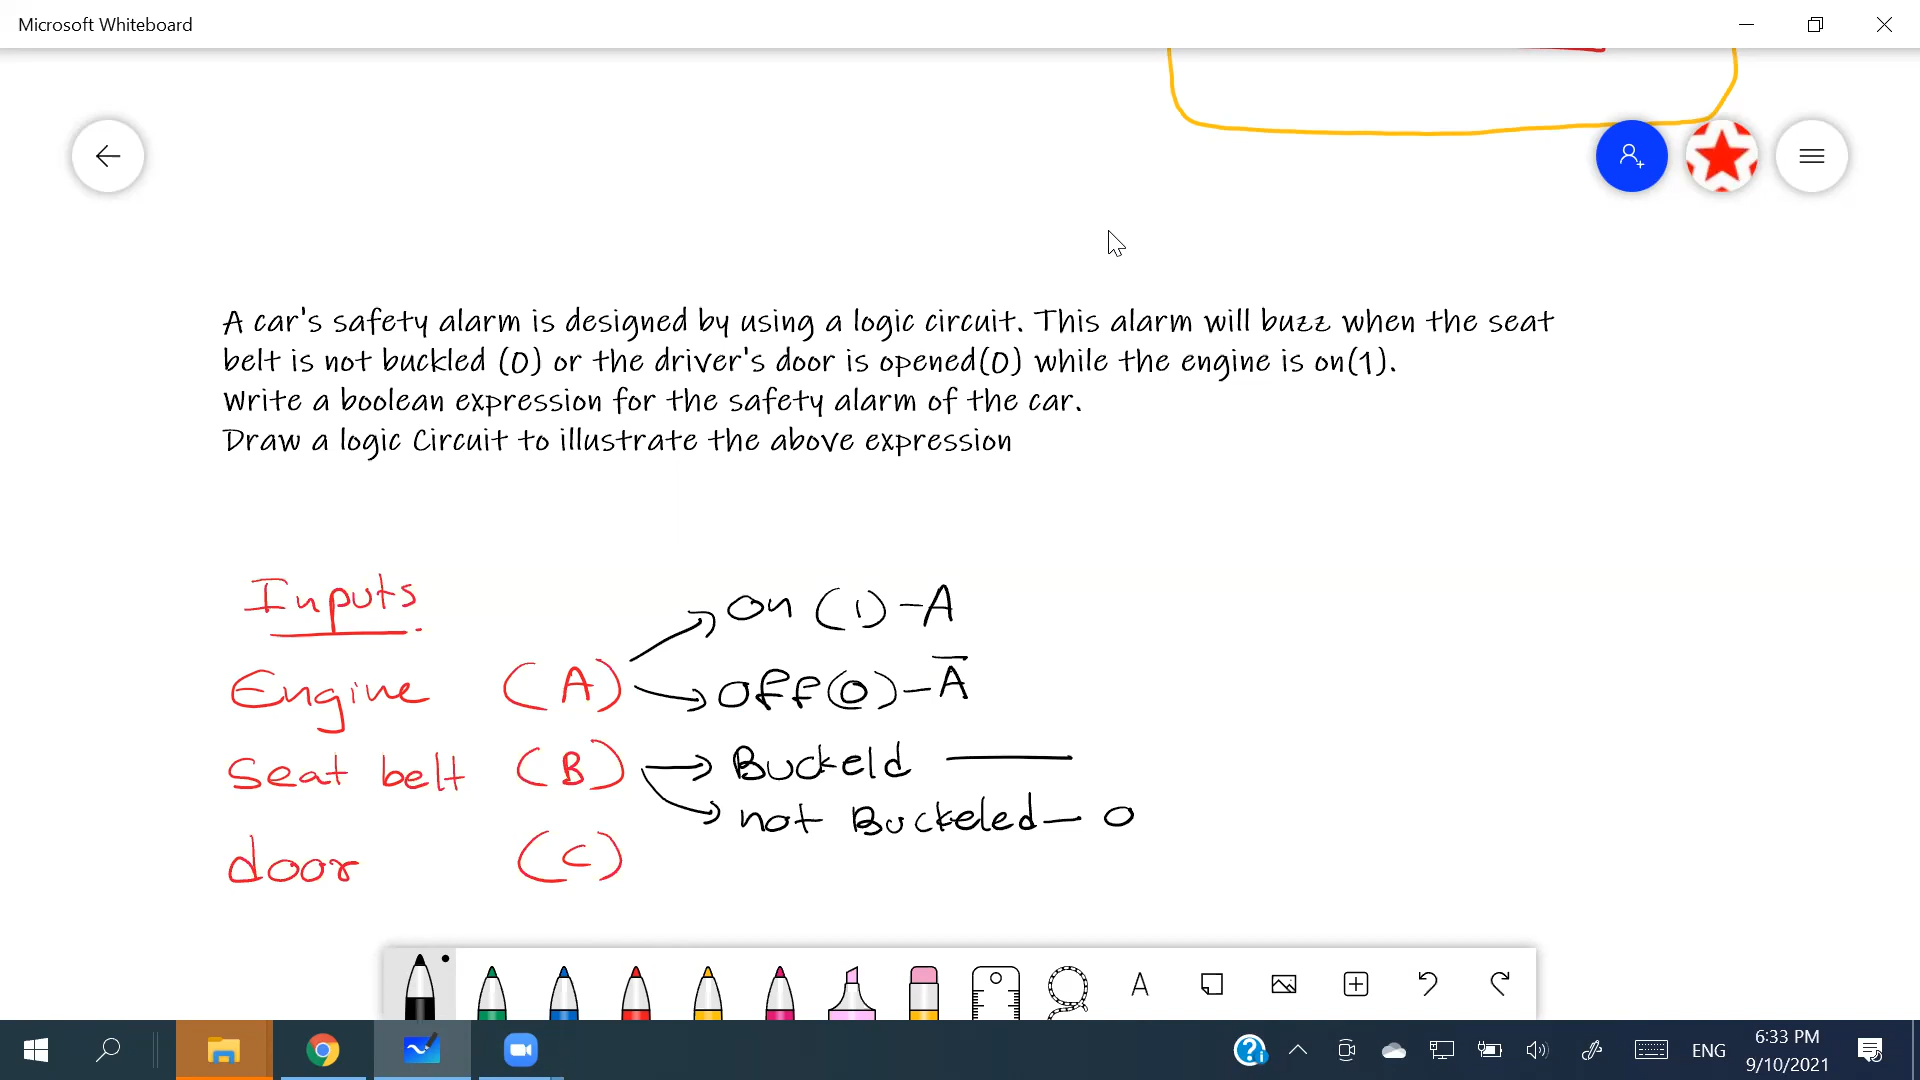 Microsoft Whiteboard
A car's safety alarm is designed by using a logic circuit. This alarm will buzz when the seat
belt is not buckled (0) or the driver's door is opened(0) while the engine is on(1).
Write a boolean expression for the safety alarm of the car.
Draw a logic Circuit to illustrate the above expression
Inputs
on (1) - A
Engine (A)
off(0) - A̅
Seat belt (B)
Buckeld
not Buckeled - 0
door (C)
A
ENG
6:33 PM
9/10/2021